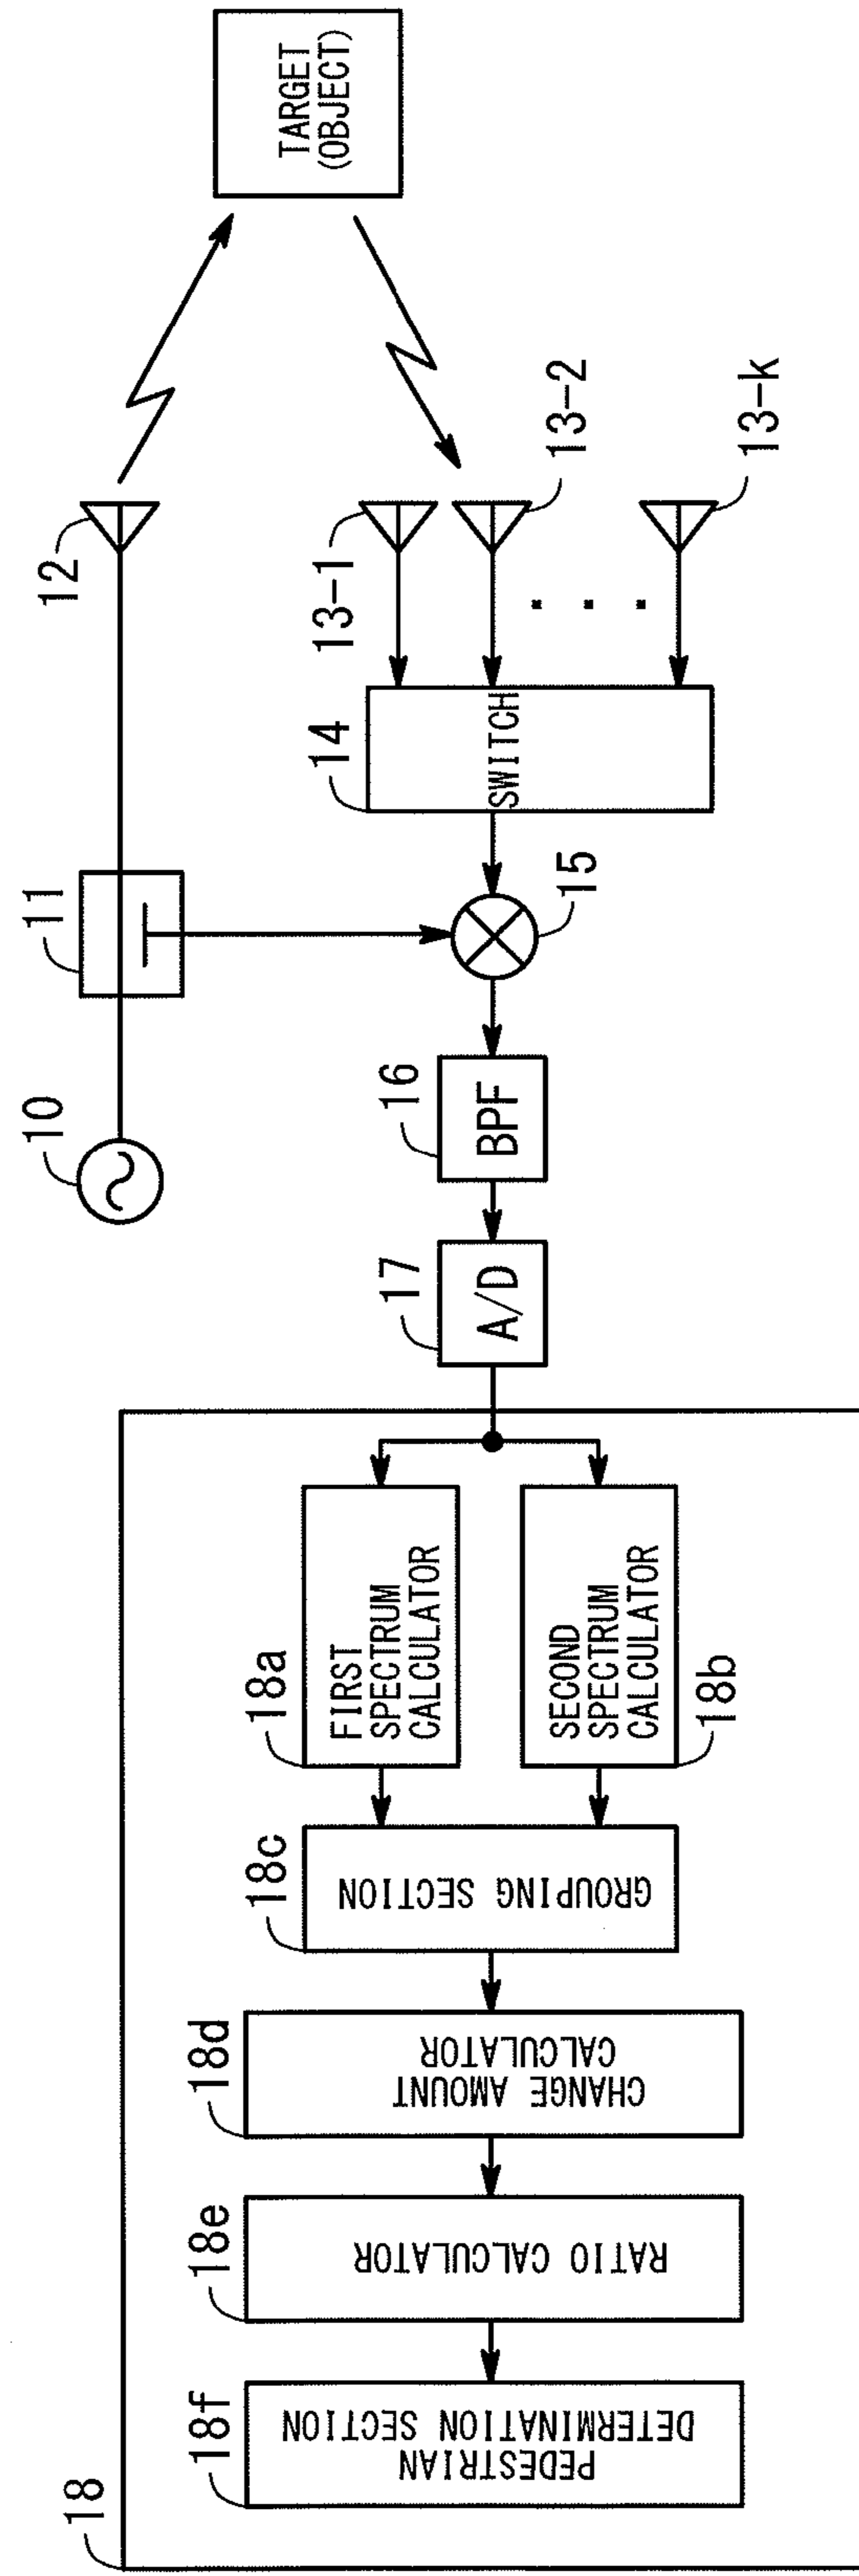 18
18f
PEDESTRIAN
DETERMINATION SECTION
18e
RATIO CALCULATOR
18d
CHANGE AMOUNT
CALCULATOR
18c
GROUPING SECTION
18a
FIRST
SPECTRUM
CALCULATOR
SECOND
SPECTRUM
CALCULATOR
18b
17
A/D
16
BPF
10
11
15
14
SWITCH
12
13-1
13-2
13-k
TARGET
(OBJECT)